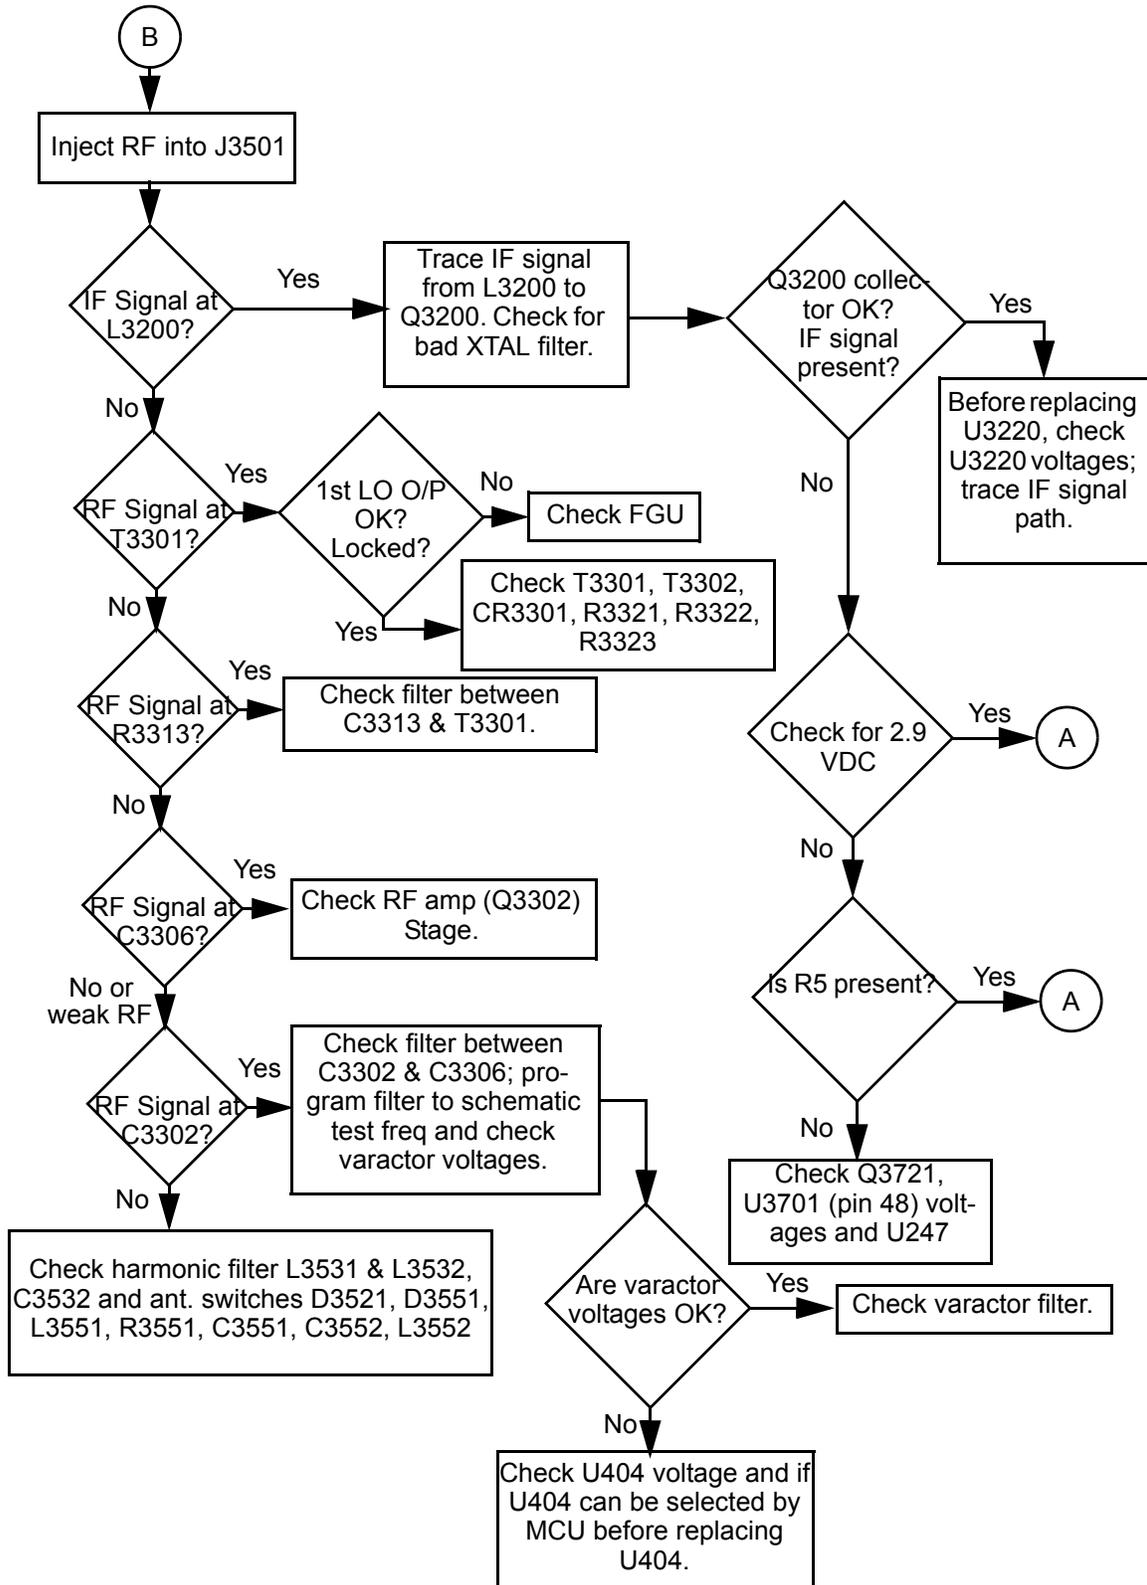 B
Inject RF into J3501
IF Signal at
L3200?
Yes
Trace IF signal
from L3200 to
Q3200. Check for
bad XTAL filter.
Q3200 collec-
tor OK?
IF signal
present?
Yes
Before replacing
U3220, check
U3220 voltages;
trace IF signal
path.
No
No
RF Signal at
T3301?
Yes
1st LO O/P
OK?
Locked?
No
Check FGU
Yes
Check T3301, T3302,
CR3301, R3321, R3322,
R3323
No
RF Signal at
R3313?
Yes
Check filter between
C3313 & T3301.
Check for 2.9
VDC
Yes
A
No
No
RF Signal at
C3306?
Yes
Check RF amp (Q3302)
Stage.
Is R5 present?
Yes
A
No
Check Q3721,
U3701 (pin 48) volt-
ages and U247
No or
weak RF
RF Signal at
C3302?
Yes
Check filter between
C3302 & C3306; pro-
gram filter to schematic
test freq and check
varactor voltages.
No
Check harmonic filter L3531 & L3532,
C3532 and ant. switches D3521, D3551,
L3551, R3551, C3551, C3552, L3552
Are varactor
voltages OK?
Yes
Check varactor filter.
No
Check U404 voltage and if
U404 can be selected by
MCU before replacing
U404.